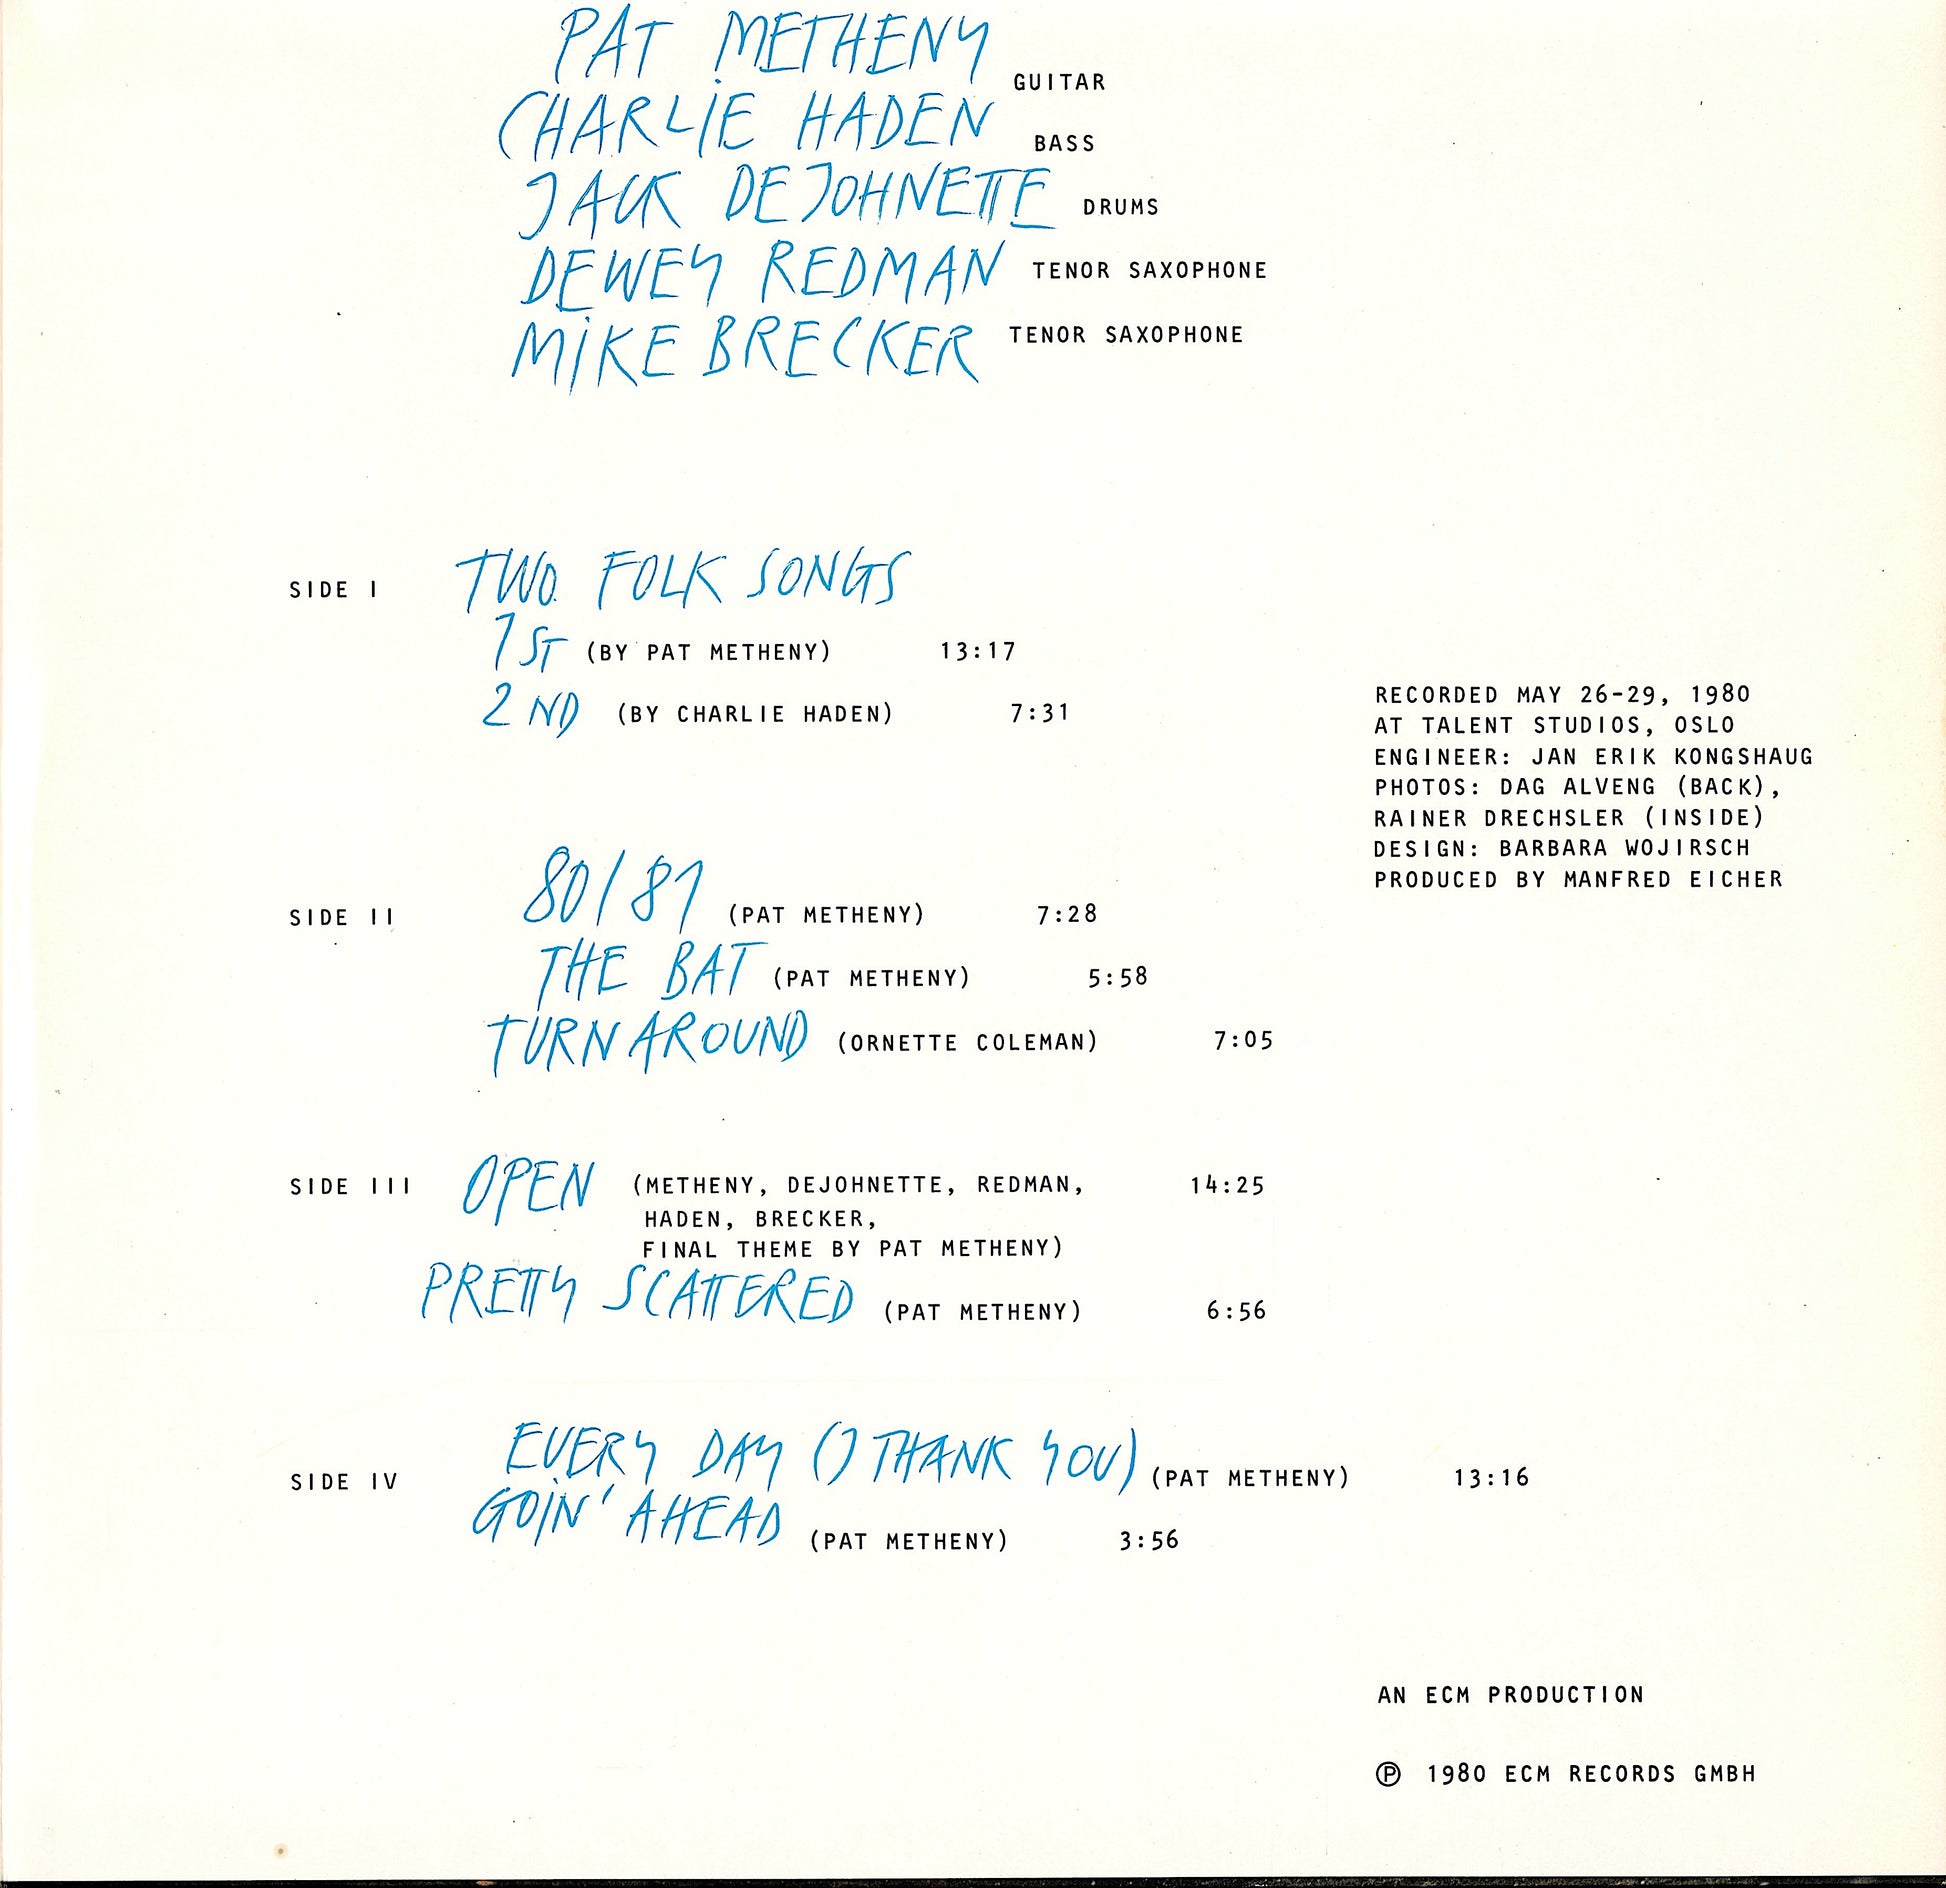 PAT METHENY GUITAR
CHARLIE HADEN BASS
JACK DEJOHNETTE DRUMS
DEWEY REDMAN TENOR SAXOPHONE
MIKE BRECKER TENOR SAXOPHONE
SIDE I TWO FOLK SONGS
1ST (BY PAT METHENY) 13:17
2ND (BY CHARLIE HADEN) 7:31
RECORDED MAY 26-29, 1980
AT TALENT STUDIOS, OSLO
ENGINEER: JAN ERIK KONGSHAUG
PHOTOS: DAG ALVENG (BACK),
RAINER DRECHSLER (INSIDE)
DESIGN: BARBARA WOJIRSCH
PRODUCED BY MANFRED EICHER
SIDE II 80/81 (PAT METHENY) 7:28
THE BAT (PAT METHENY) 5:58
TURNAROUND (ORNETTE COLEMAN) 7:05
SIDE III OPEN (METHENY, DEJOHNETTE, REDMAN, 14:25
HADEN, BRECKER,
FINAL THEME BY PAT METHENY)
PRETTY SCATTERED (PAT METHENY) 6:56
SIDE IV EVERY DAY (I THANK YOU) (PAT METHENY) 13:16
GOIN' AHEAD (PAT METHENY) 3:56
AN ECM PRODUCTION
℗ 1980 ECM RECORDS GMBH